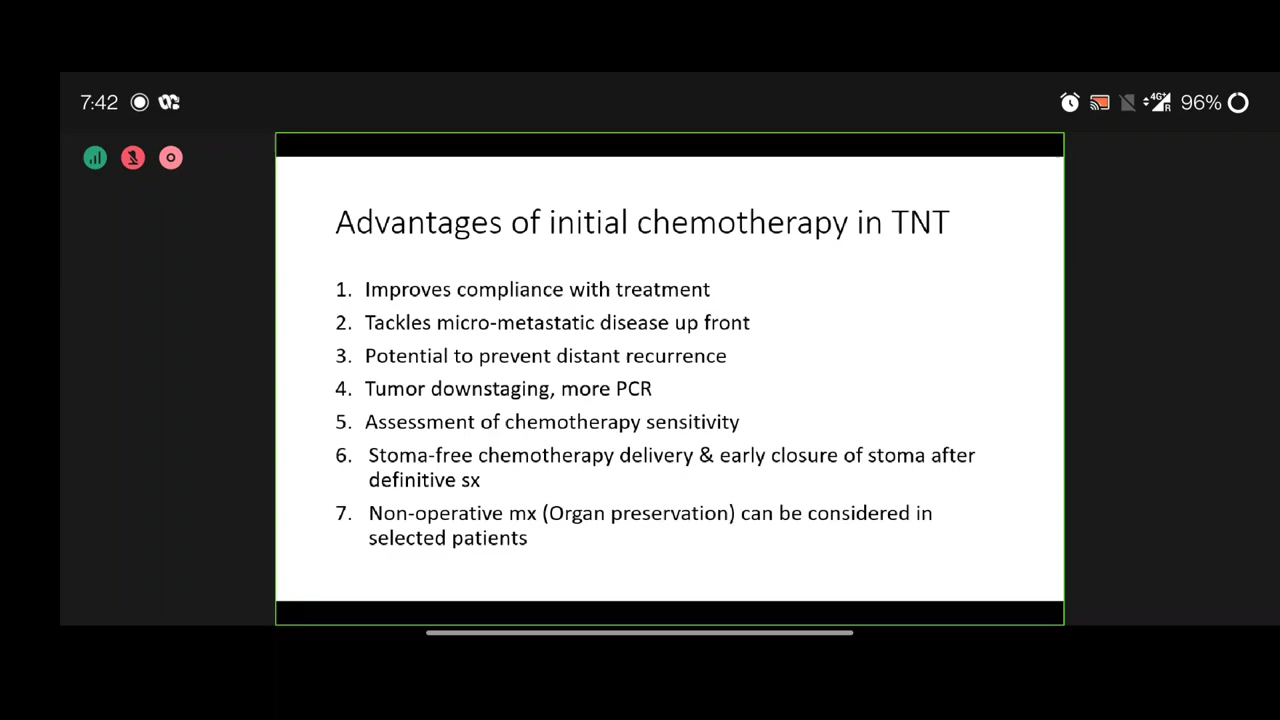 7:42
4G+
R
96%
Advantages of initial chemotherapy in TNT
1. Improves compliance with treatment
2. Tackles micro-metastatic disease up front
3. Potential to prevent distant recurrence
4. Tumor downstaging, more PCR
5. Assessment of chemotherapy sensitivity
6. Stoma-free chemotherapy delivery & early closure of stoma after
definitive sx
7. Non-operative mx (Organ preservation) can be considered in
selected patients